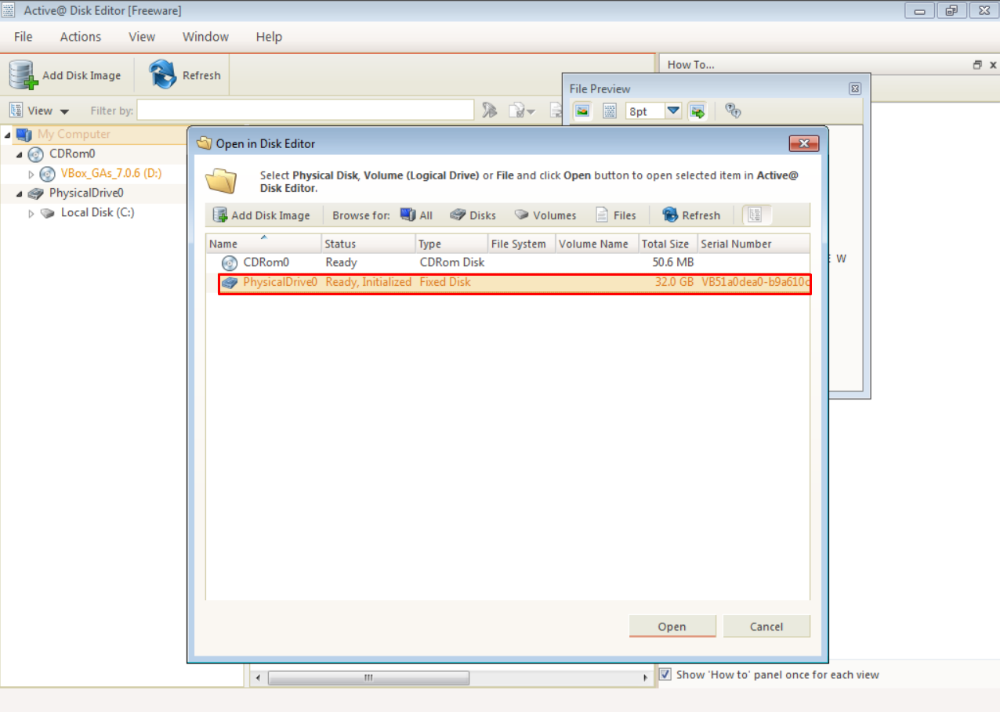 Active@ Disk Editor [Freeware]
File Actions View Window Help
Add Disk Image Refresh
How To...
File Preview
View Filter by:
8pt
My Computer
CDRom0
VBox_GAs_7.0.6 (D:)
PhysicalDrive0
Local Disk (C:)
Open in Disk Editor
Select Physical Disk, Volume (Logical Drive) or File and click Open button to open selected item in Active@
Disk Editor.
Add Disk Image Browse for: All Disks Volumes Files Refresh
Name Status Type File System Volume Name Total Size Serial Number
CDRom0 Ready CDRom Disk 50.6 MB
PhysicalDrive0 Ready, Initialized Fixed Disk 32.0 GB VB51a0dea0-b9a610c
E W
Open Cancel
Show 'How to' panel once for each view